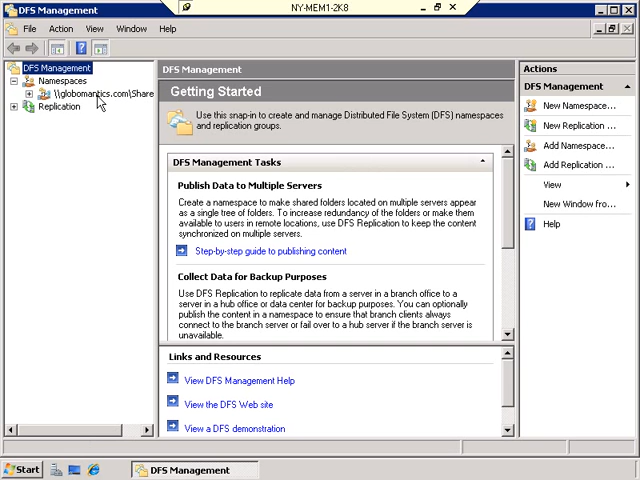 DFS Management
NY-MEM1-2K8
File Action View Window Help
DFS Management
Namespaces
\\globomantics.com\Share
Replication
DFS Management
Getting Started
Use this snap-in to create and manage Distributed File System (DFS) namespaces
and replication groups.
DFS Management Tasks
Publish Data to Multiple Servers
Create a namespace to make shared folders located on multiple servers appear
as a single tree of folders. To increase redundancy of the folders or make them
available to users in remote locations, use DFS Replication to keep the content
synchronized on multiple servers.
Step-by-step guide to publishing content
Collect Data for Backup Purposes
Use DFS Replication to replicate data from a server in a branch office to a
server in a hub office or data center for backup purposes. You can optionally
publish the content in a namespace to ensure that branch clients always
connect to the branch server or fail over to a hub server if the branch server is
unavailable.
Links and Resources
View DFS Management Help
View the DFS Web site
View a DFS demonstration
Actions
DFS Management
New Namespace...
New Replication ...
Add Namespace...
Add Replication ...
View
New Window fro...
Help
Start
DFS Management